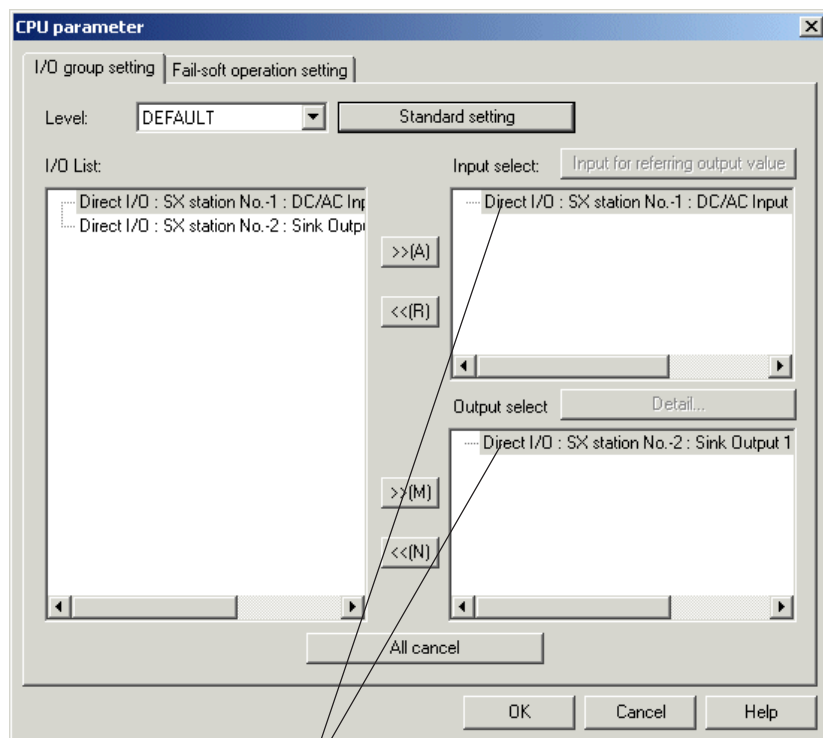 CPU parameter
I/O group setting
Fail-soft operation setting
Level:
DEFAULT
Standard setting
I/O List:
Input select:
Input for referring output value
Direct I/O : SX station No.-1 : DC/AC Inp
Direct I/O : SX station No.-2 : Sink Outpu
>>(A)
<<(R)
Direct I/O : SX station No.-1 : DC/AC Input
Output select
Detail...
>>(M)
<<(N)
Direct I/O : SX station No.-2 : Sink Output 1
All cancel
OK
Cancel
Help